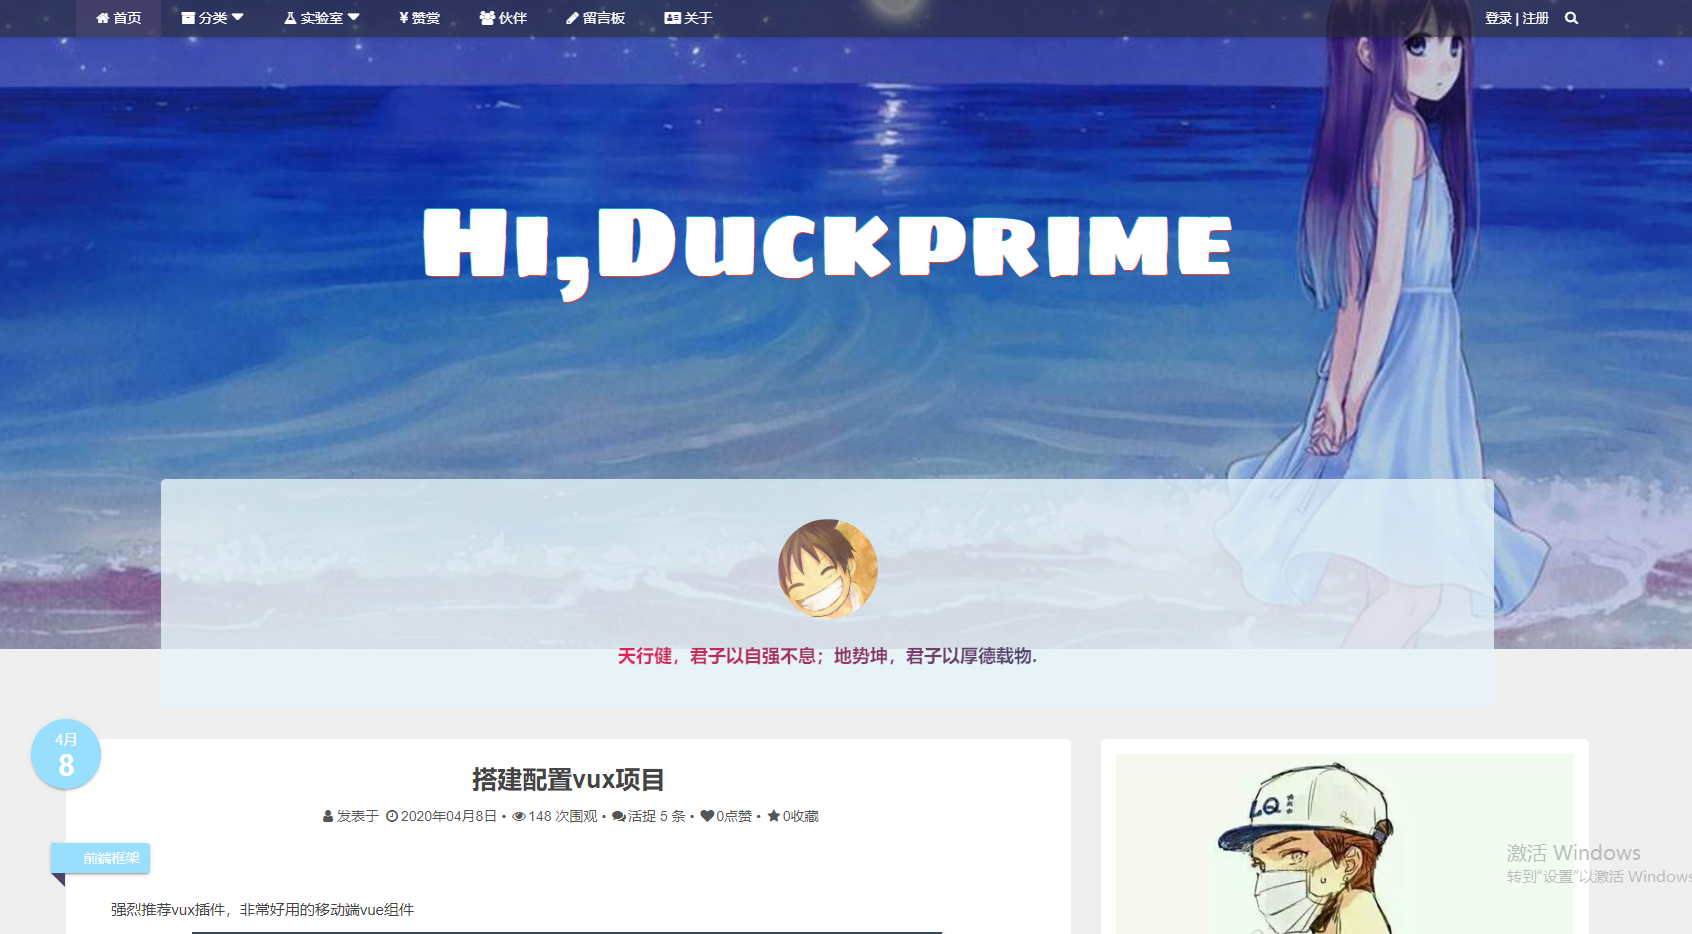 首页 分类 实验室 ¥ 赞赏 伙伴 留言板 关于 登录 | 注册
Hi,Duckprime
天行健，君子以自强不息；地势坤，君子以厚德载物.
4月
8
搭建配置vux项目
发表于 2020年04月8日 • 148 次围观 • 活捉 5 条 • 0点赞 • 0收藏
前端框架
强烈推荐vux插件，非常好用的移动端vue组件
LQ
激活 Windows
转到"设置"以激活 Windows